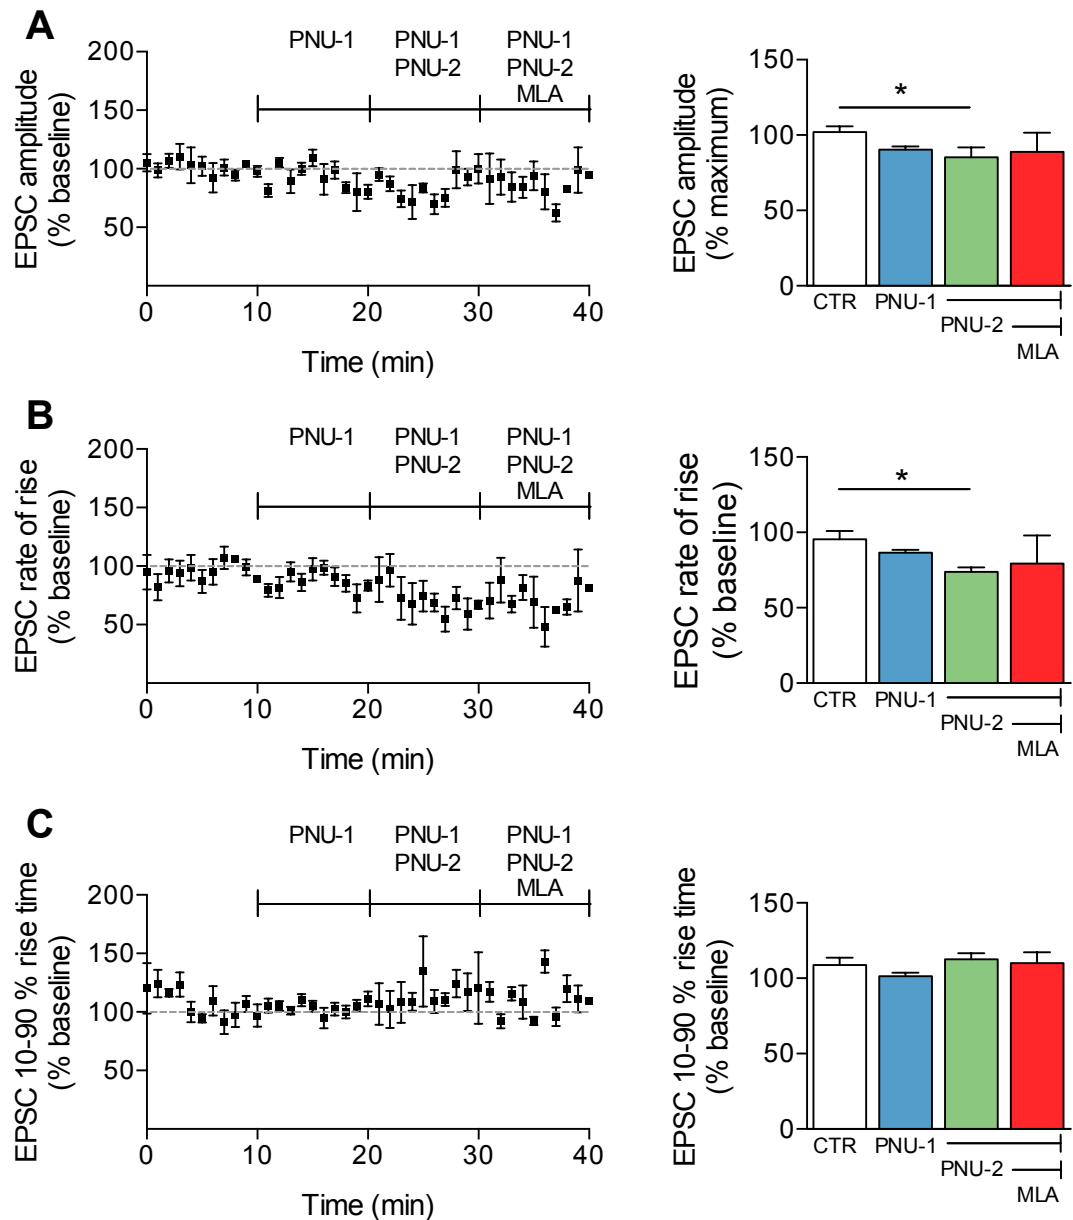 A
EPSC amplitude
(% baseline)
200
150
100
50
PNU-1
PNU-1
PNU-2
PNU-1
PNU-2
MLA
0
10
20
30
40
Time (min)
EPSC amplitude
(% maximum)
150
100
50
0
*
CTR
PNU-1
PNU-2
MLA
B
EPSC rate of rise
(% baseline)
200
150
100
50
PNU-1
PNU-1
PNU-2
PNU-1
PNU-2
MLA
0
10
20
30
40
Time (min)
EPSC rate of rise
(% baseline)
150
100
50
0
*
CTR
PNU-1
PNU-2
MLA
C
EPSC 10-90 % rise time
(% baseline)
200
150
100
50
PNU-1
PNU-1
PNU-2
PNU-1
PNU-2
MLA
0
10
20
30
40
Time (min)
EPSC 10-90 % rise time
(% baseline)
150
100
50
0
CTR
PNU-1
PNU-2
MLA